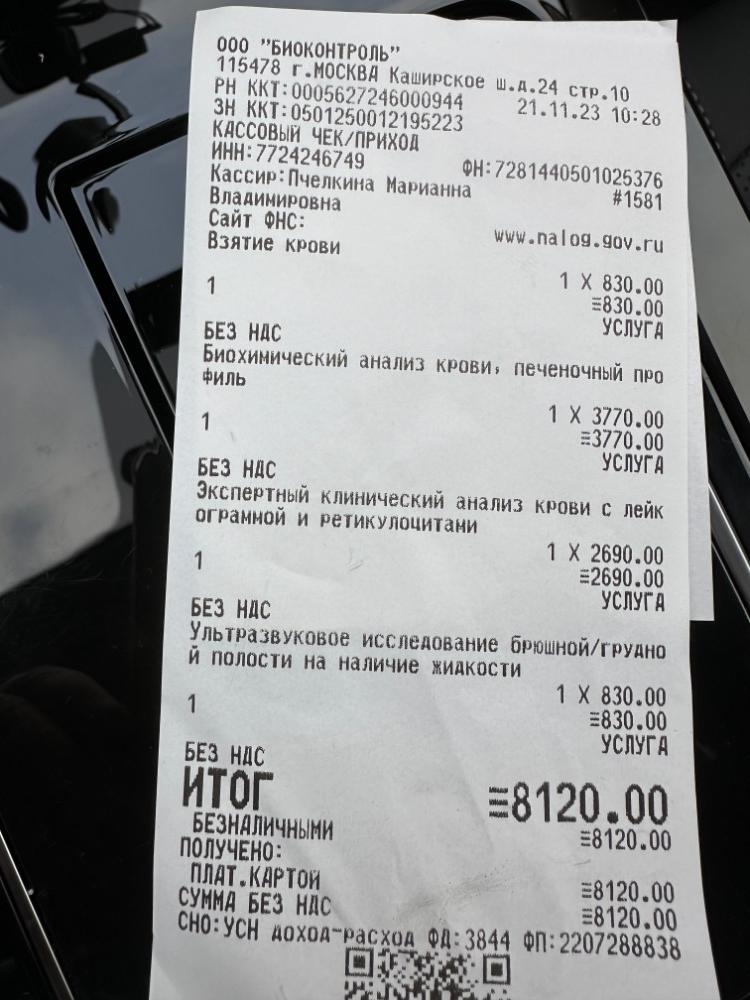 ООО "БИОКОНТРОЛЬ"
115478 г.МОСКВА Каширское ш.д.24 стр.10
РН ККТ:0005627246000944 21.11.23 10:28
ЗН ККТ:0501250012195223
КАССОВЫЙ ЧЕК/ПРИХОД
ИНН:7724246749 ФН:7281440501025376
Кассир:Пчелкина Марианна #1581
Владимировна
Сайт ФНС: www.nalog.gov.ru
Взятие крови
1 1 X 830.00
≡830.00
УСЛУГА
БЕЗ НДС
Биохимический анализ крови, печеночный про
филь
1 1 X 3770.00
≡3770.00
УСЛУГА
БЕЗ НДС
Экспертный клинический анализ крови с лейк
ограммой и ретикулоцитами
1 1 X 2690.00
≡2690.00
УСЛУГА
БЕЗ НДС
Ультразвуковое исследование брюшной/грудно
й полости на наличие жидкости
1 1 X 830.00
≡830.00
УСЛУГА
БЕЗ НДС
ИТОГ ≡8120.00
БЕЗНАЛИЧНЫМИ ≡8120.00
ПОЛУЧЕНО:
ПЛАТ.КАРТОЙ ≡8120.00
СУММА БЕЗ НДС ≡8120.00
СНО:УСН доход-расход ФД:3844 ФП:2207288838